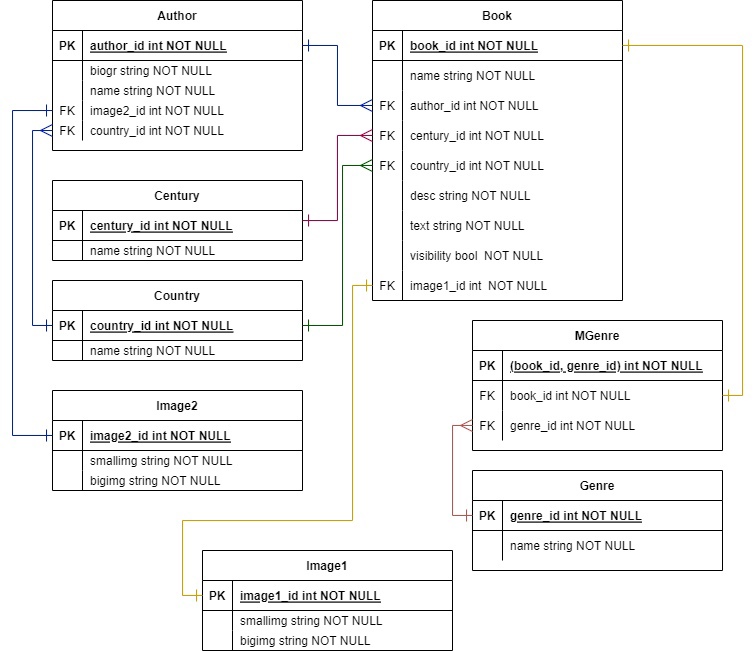 Author
PK author_id int NOT NULL
biogr string NOT NULL
name string NOT NULL
FK image2_id int NOT NULL
FK country_id int NOT NULL
Book
PK book_id int NOT NULL
name string NOT NULL
FK author_id int NOT NULL
FK century_id int NOT NULL
FK country_id int NOT NULL
desc string NOT NULL
text string NOT NULL
visibility bool NOT NULL
FK image1_id int NOT NULL
Century
PK century_id int NOT NULL
name string NOT NULL
Country
PK country_id int NOT NULL
name string NOT NULL
MGenre
PK (book_id, genre_id) int NOT NULL
FK book_id int NOT NULL
FK genre_id int NOT NULL
Image2
PK image2_id int NOT NULL
smallimg string NOT NULL
bigimg string NOT NULL
Genre
PK genre_id int NOT NULL
name string NOT NULL
Image1
PK image1_id int NOT NULL
smallimg string NOT NULL
bigimg string NOT NULL